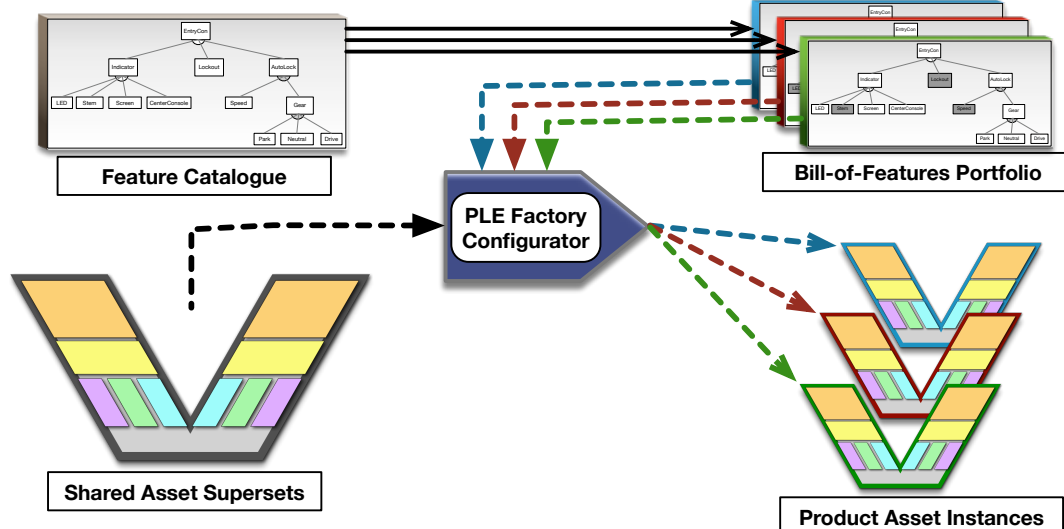 EntryCon
Indicator
Lockout
AutoLock
LED
Stem
Screen
CenterConsole
Speed
Gear
Park
Neutral
Drive
Feature Catalogue
EntryCon
EntryCon
EntryCon
Lockout
Indicator
AutoLock
LED
Stem
Screen
CenterConsole
Speed
Gear
Park
Neutral
Drive
Bill-of-Features Portfolio
PLE Factory
Configurator
Shared Asset Supersets
Product Asset Instances